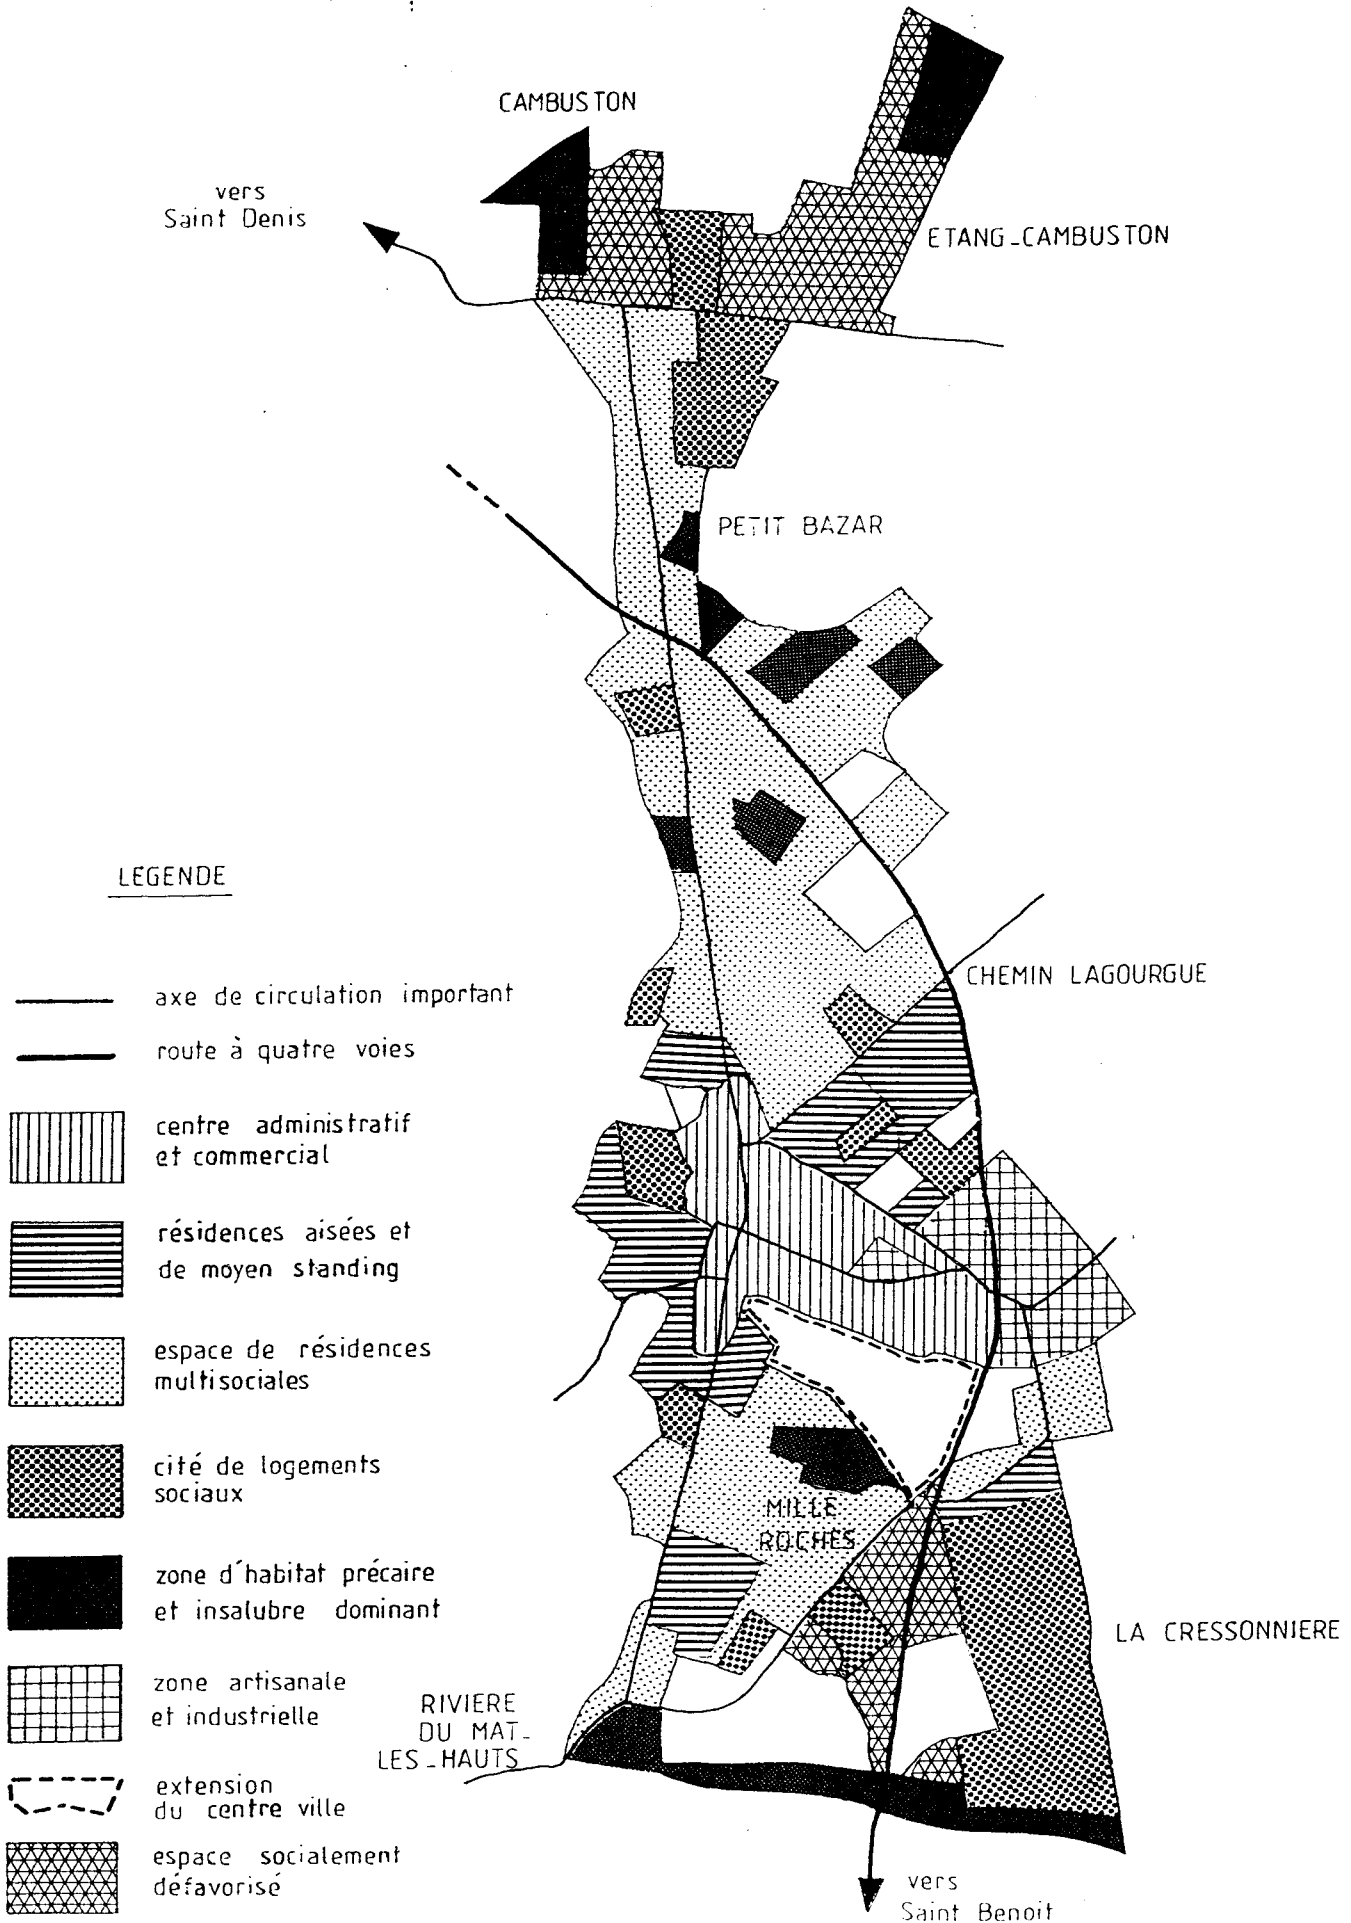 CAMBUSTON
vers
Saint Denis
ETANG_CAMBUSTON
PETIT BAZAR
LEGENDE
CHEMIN LAGOURGUE
axe de circulation important
route à quatre voies
centre administratif
et commercial
résidences aisées et
de moyen standing
espace de résidences
multisociales
cité de logements
sociaux
MILLE
ROCHES
zone d'habitat précaire
et insalubre dominant
LA CRESSONNIERE
zone artisanale
et industrielle
RIVIERE
DU MAT_
LES_HAUTS
extension
du centre ville
espace socialement
défavorisé
vers
Saint Benoit